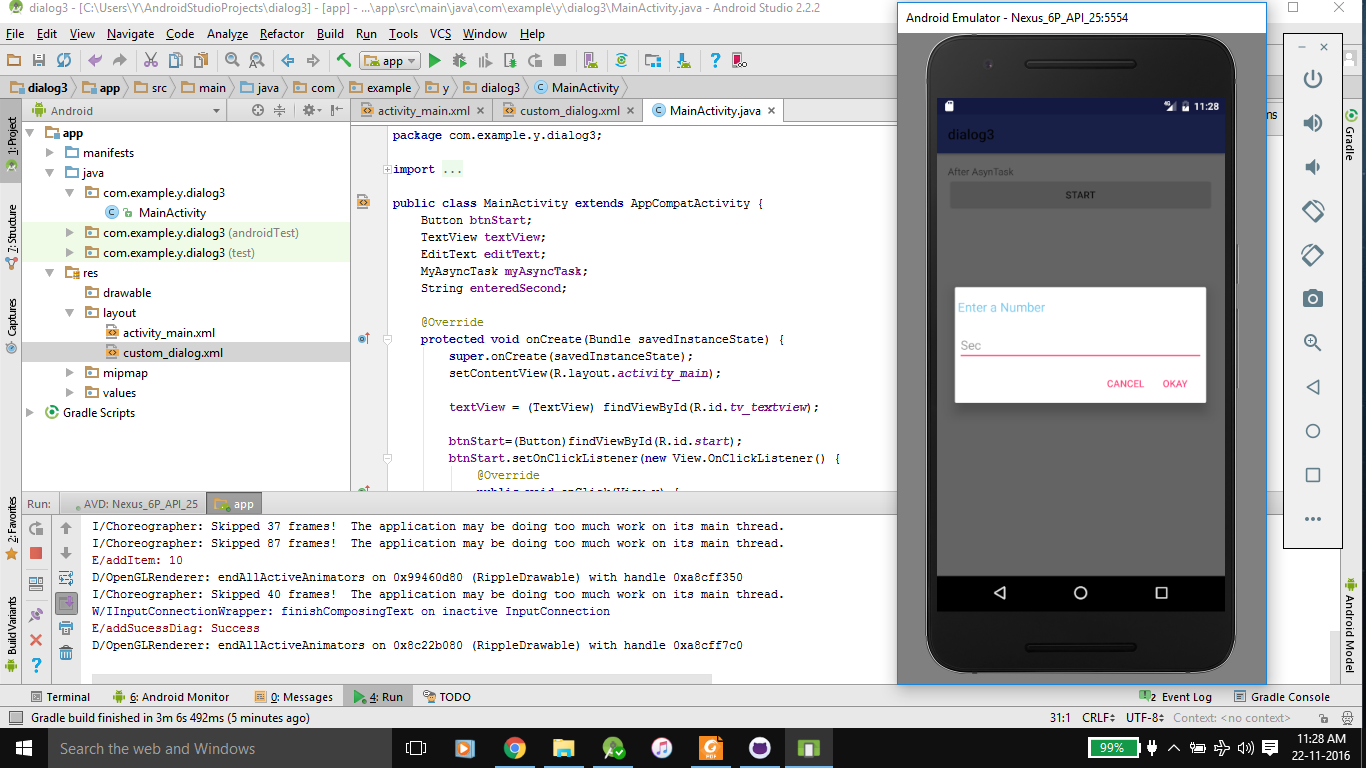 dialog3 - [C:\Users\Y\AndroidStudioProjects\dialog3] - [app] - ...\app\src\main\java\com\example\y\dialog3\MainActivity.java - Android Studio 2.2.2
File Edit View Navigate Code Analyze Refactor Build Run Tools VCS Window Help
app
dialog3 app src main java com example y dialog3 MainActivity
Android
activity_main.xml custom_dialog.xml MainActivity.java
1: Project
7: Structure
Captures
2: Favorites
Build Variants
app
manifests
java
com.example.y.dialog3
MainActivity
com.example.y.dialog3 (androidTest)
com.example.y.dialog3 (test)
res
drawable
layout
activity_main.xml
custom_dialog.xml
mipmap
values
Gradle Scripts
package com.example.y.dialog3;
import ...
public class MainActivity extends AppCompatActivity {
Button btnStart;
TextView textView;
EditText editText;
MyAsyncTask myAsyncTask;
String enteredSecond;
@Override
protected void onCreate(Bundle savedInstanceState) {
super.onCreate(savedInstanceState);
setContentView(R.layout.activity_main);
textView = (TextView) findViewById(R.id.tv_textview);
btnStart=(Button)findViewById(R.id.start);
btnStart.setOnClickListener(new View.OnClickListener() {
@Override
public void onClick(View v) {
Android Emulator - Nexus_6P_API_25:5554
11:28
dialog3
After AsynTask
START
Enter a Number
Sec
CANCEL OKAY
ns
Gradle
Android Model
Run: AVD: Nexus_6P_API_25 app
I/Choreographer: Skipped 37 frames! The application may be doing too much work on its main thread.
I/Choreographer: Skipped 87 frames! The application may be doing too much work on its main thread.
E/addItem: 10
D/OpenGLRenderer: endAllActiveAnimators on 0x99460d80 (RippleDrawable) with handle 0xa8cff350
I/Choreographer: Skipped 40 frames! The application may be doing too much work on its main thread.
W/IInputConnectionWrapper: finishComposingText on inactive InputConnection
E/addSucessDiag: Success
D/OpenGLRenderer: endAllActiveAnimators on 0x8c22b080 (RippleDrawable) with handle 0xa8cff7c0
Terminal 6: Android Monitor 0: Messages 4: Run TODO 2 Event Log Gradle Console
Gradle build finished in 3m 6s 492ms (5 minutes ago) 31:1 CRLF UTF-8 Context: <no context>
Search the web and Windows
99%
11:28 AM
22-11-2016